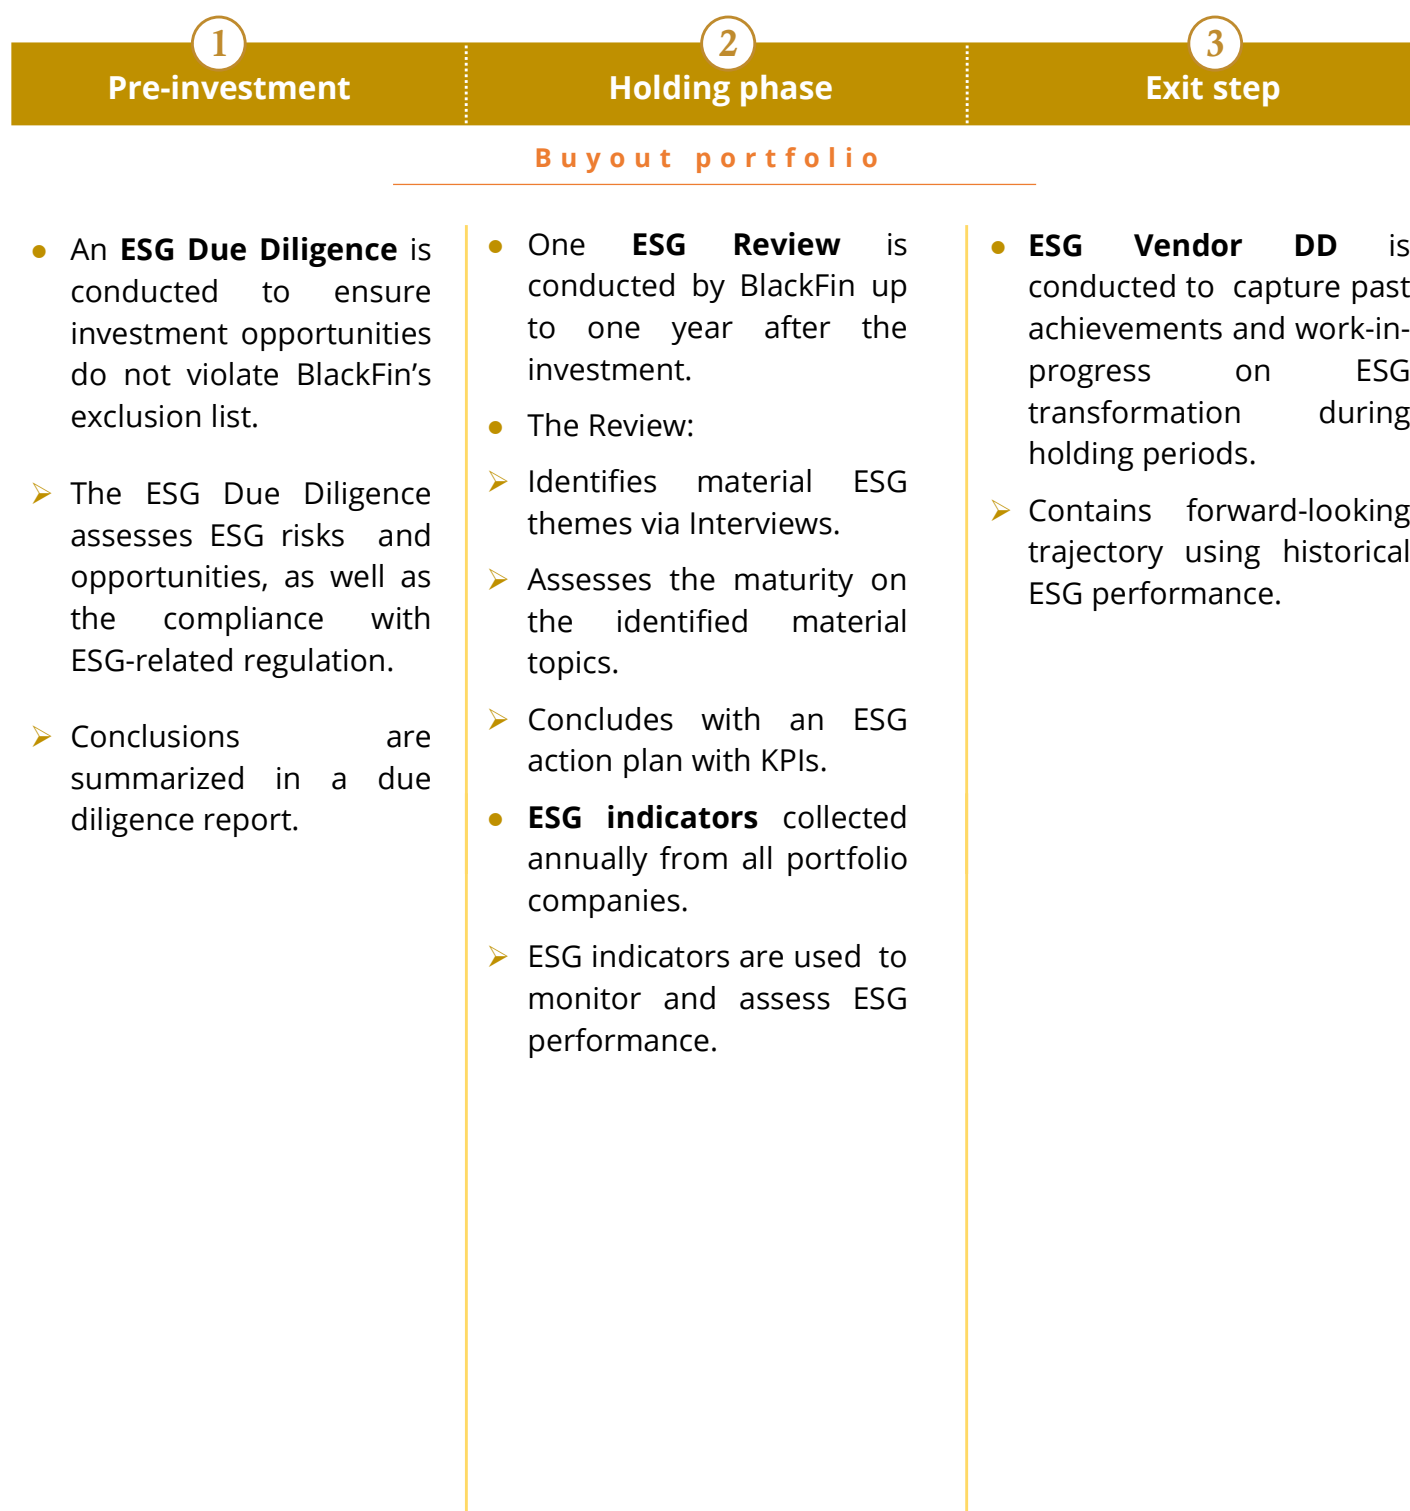 1
Pre-investment
2
Holding phase
3
Exit step
Buyout portfolio
● An ESG Due Diligence is
conducted to ensure
investment opportunities
do not violate BlackFin’s
exclusion list.
➢ The ESG Due Diligence
assesses ESG risks and
opportunities, as well as
the compliance with
ESG-related regulation.
➢ Conclusions are
summarized in a due
diligence report.
● One ESG Review is
conducted by BlackFin up
to one year after the
investment.
● The Review:
➢ Identifies material ESG
themes via Interviews.
➢ Assesses the maturity on
the identified material
topics.
➢ Concludes with an ESG
action plan with KPIs.
● ESG indicators collected
annually from all portfolio
companies.
➢ ESG indicators are used to
monitor and assess ESG
performance.
● ESG Vendor DD is
conducted to capture past
achievements and work-in-
progress on ESG
transformation during
holding periods.
➢ Contains forward-looking
trajectory using historical
ESG performance.